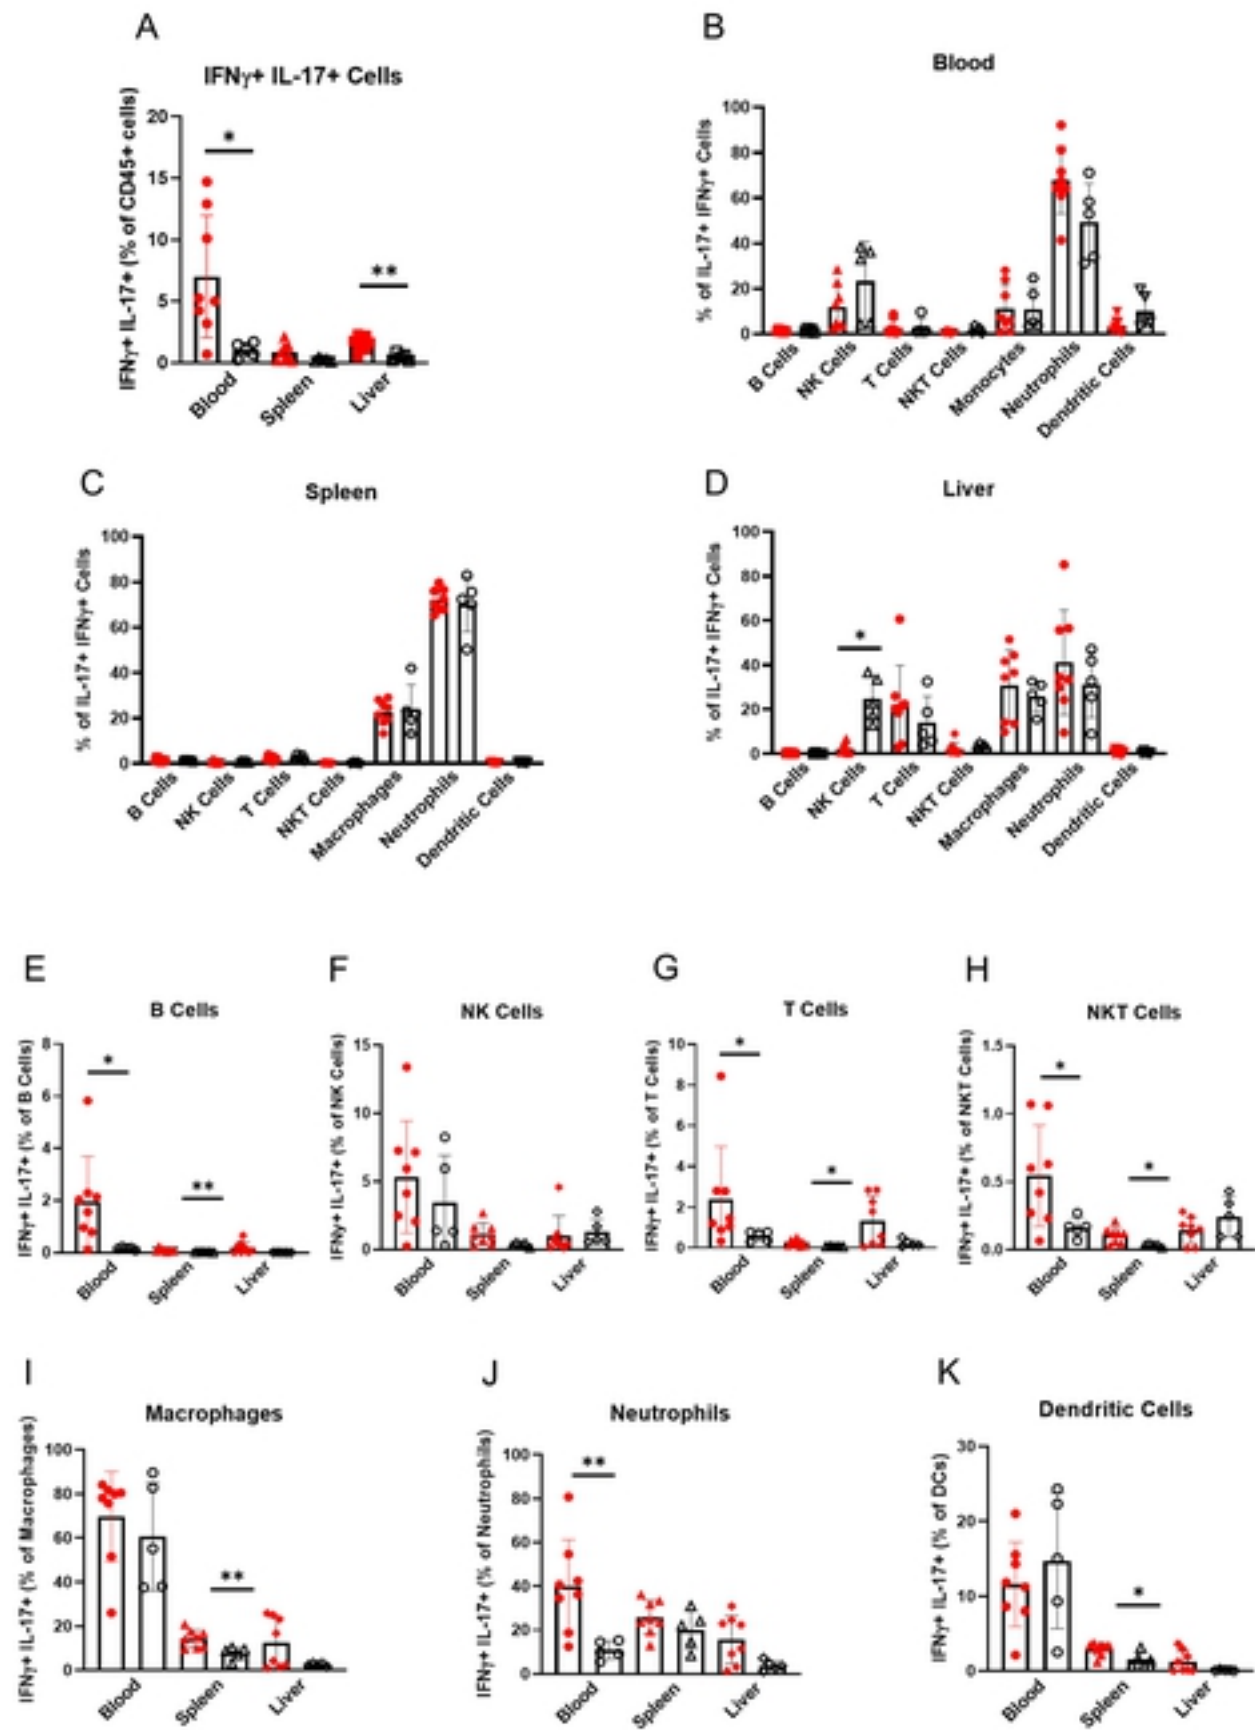 A
IFNγ+ IL-17+ Cells
IFNγ+ IL-17+ (% of CD45+ cells)
20
15
10
5
0
*
**
Blood
Spleen
Liver
B
Blood
% of IL-17+ IFNγ+ Cells
100
80
60
40
20
0
B Cells
NK Cells
T Cells
NKT Cells
Monocytes
Neutrophils
Dendritic Cells
C
Spleen
% of IL-17+ IFNγ+ Cells
100
80
60
40
20
0
B Cells
NK Cells
T Cells
NKT Cells
Macrophages
Neutrophils
Dendritic Cells
D
Liver
% of IL-17+ IFNγ+ Cells
100
80
60
40
20
0
*
B Cells
NK Cells
T Cells
NKT Cells
Macrophages
Neutrophils
Dendritic Cells
E
B Cells
IFNγ+ IL-17+ (% of B Cells)
8
6
4
2
0
*
**
Blood
Spleen
Liver
F
NK Cells
IFNγ+ IL-17+ (% of NK Cells)
15
10
5
0
Blood
Spleen
Liver
G
T Cells
IFNγ+ IL-17+ (% of T Cells)
10
8
6
4
2
0
*
*
Blood
Spleen
Liver
H
NKT Cells
IFNγ+ IL-17+ (% of NKT Cells)
1.5
1.0
0.5
0.0
*
*
Blood
Spleen
Liver
I
Macrophages
IFNγ+ IL-17+ (% of Macrophages)
100
80
60
40
20
0
**
Blood
Spleen
Liver
J
Neutrophils
IFNγ+ IL-17+ (% of Neutrophils)
100
80
60
40
20
0
**
Blood
Spleen
Liver
K
Dendritic Cells
IFNγ+ IL-17+ (% of DCs)
30
20
10
0
*
Blood
Spleen
Liver